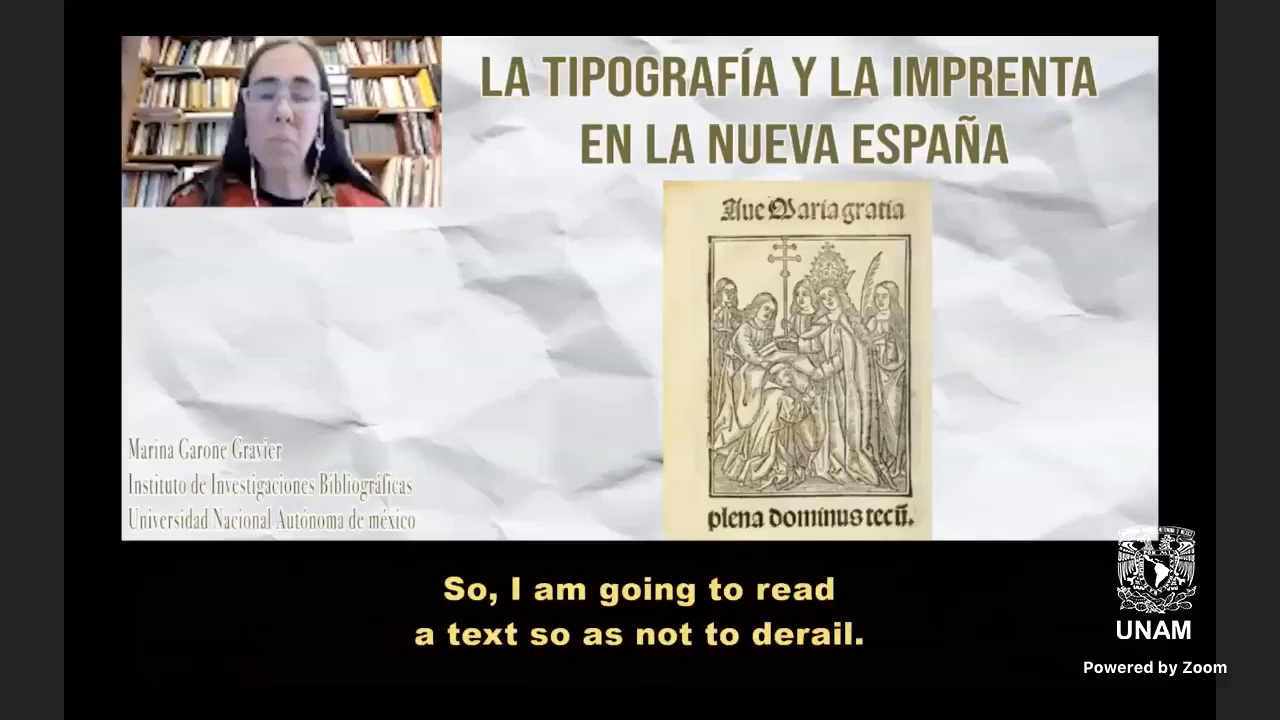 LA TIPOGRAFÍA Y LA IMPRENTA
EN LA NUEVA ESPAÑA
Aue Maria gratia
plena dominus tecū.
Marina Garone Gravier
Instituto de Investigaciones Bibliográficas
Universidad Nacional Autónoma de méxico
So, I am going to read
a text so as not to derail.
UNAM
Powered by Zoom